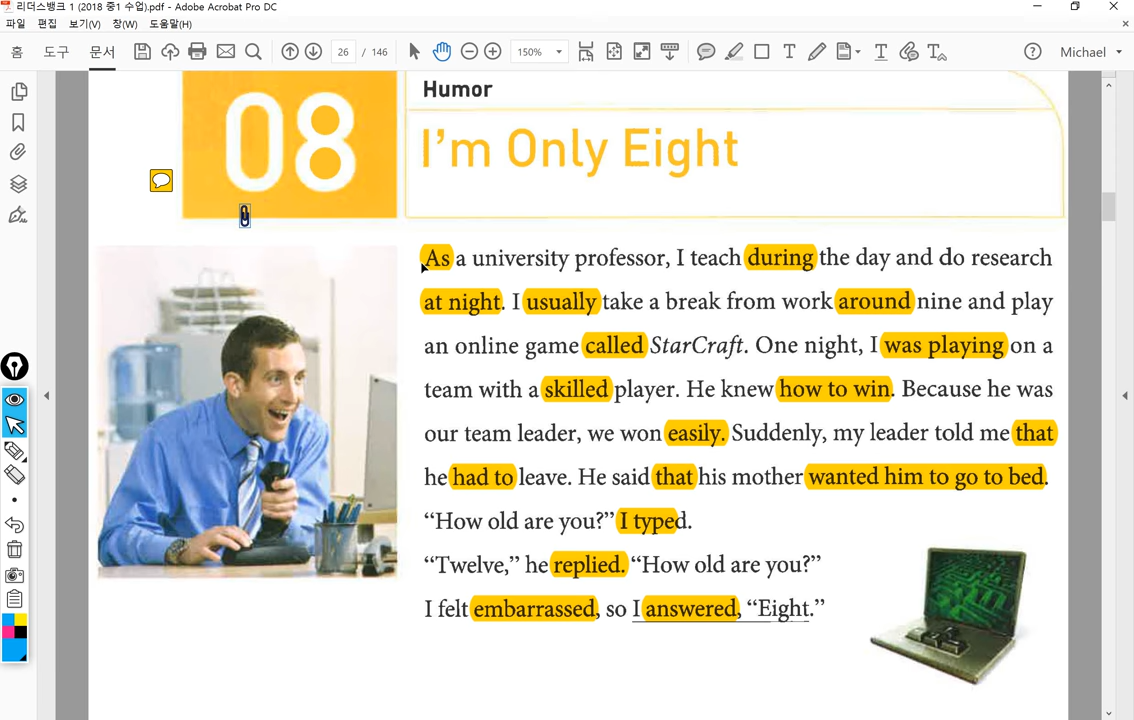 리더스뱅크 1 (2018 중1 수업).pdf - Adobe Acrobat Pro DC
파일 편집 보기(V) 창(W) 도움말(H)
홈 도구 문서 26 / 146 150% Michael
08
Humor
I'm Only Eight
As a university professor, I teach during the day and do research
at night. I usually take a break from work around nine and play
an online game called StarCraft. One night, I was playing on a
team with a skilled player. He knew how to win. Because he was
our team leader, we won easily. Suddenly, my leader told me that
he had to leave. He said that his mother wanted him to go to bed.
“How old are you?” I typed.
“Twelve,” he replied. “How old are you?”
I felt embarrassed, so I answered, “Eight.”